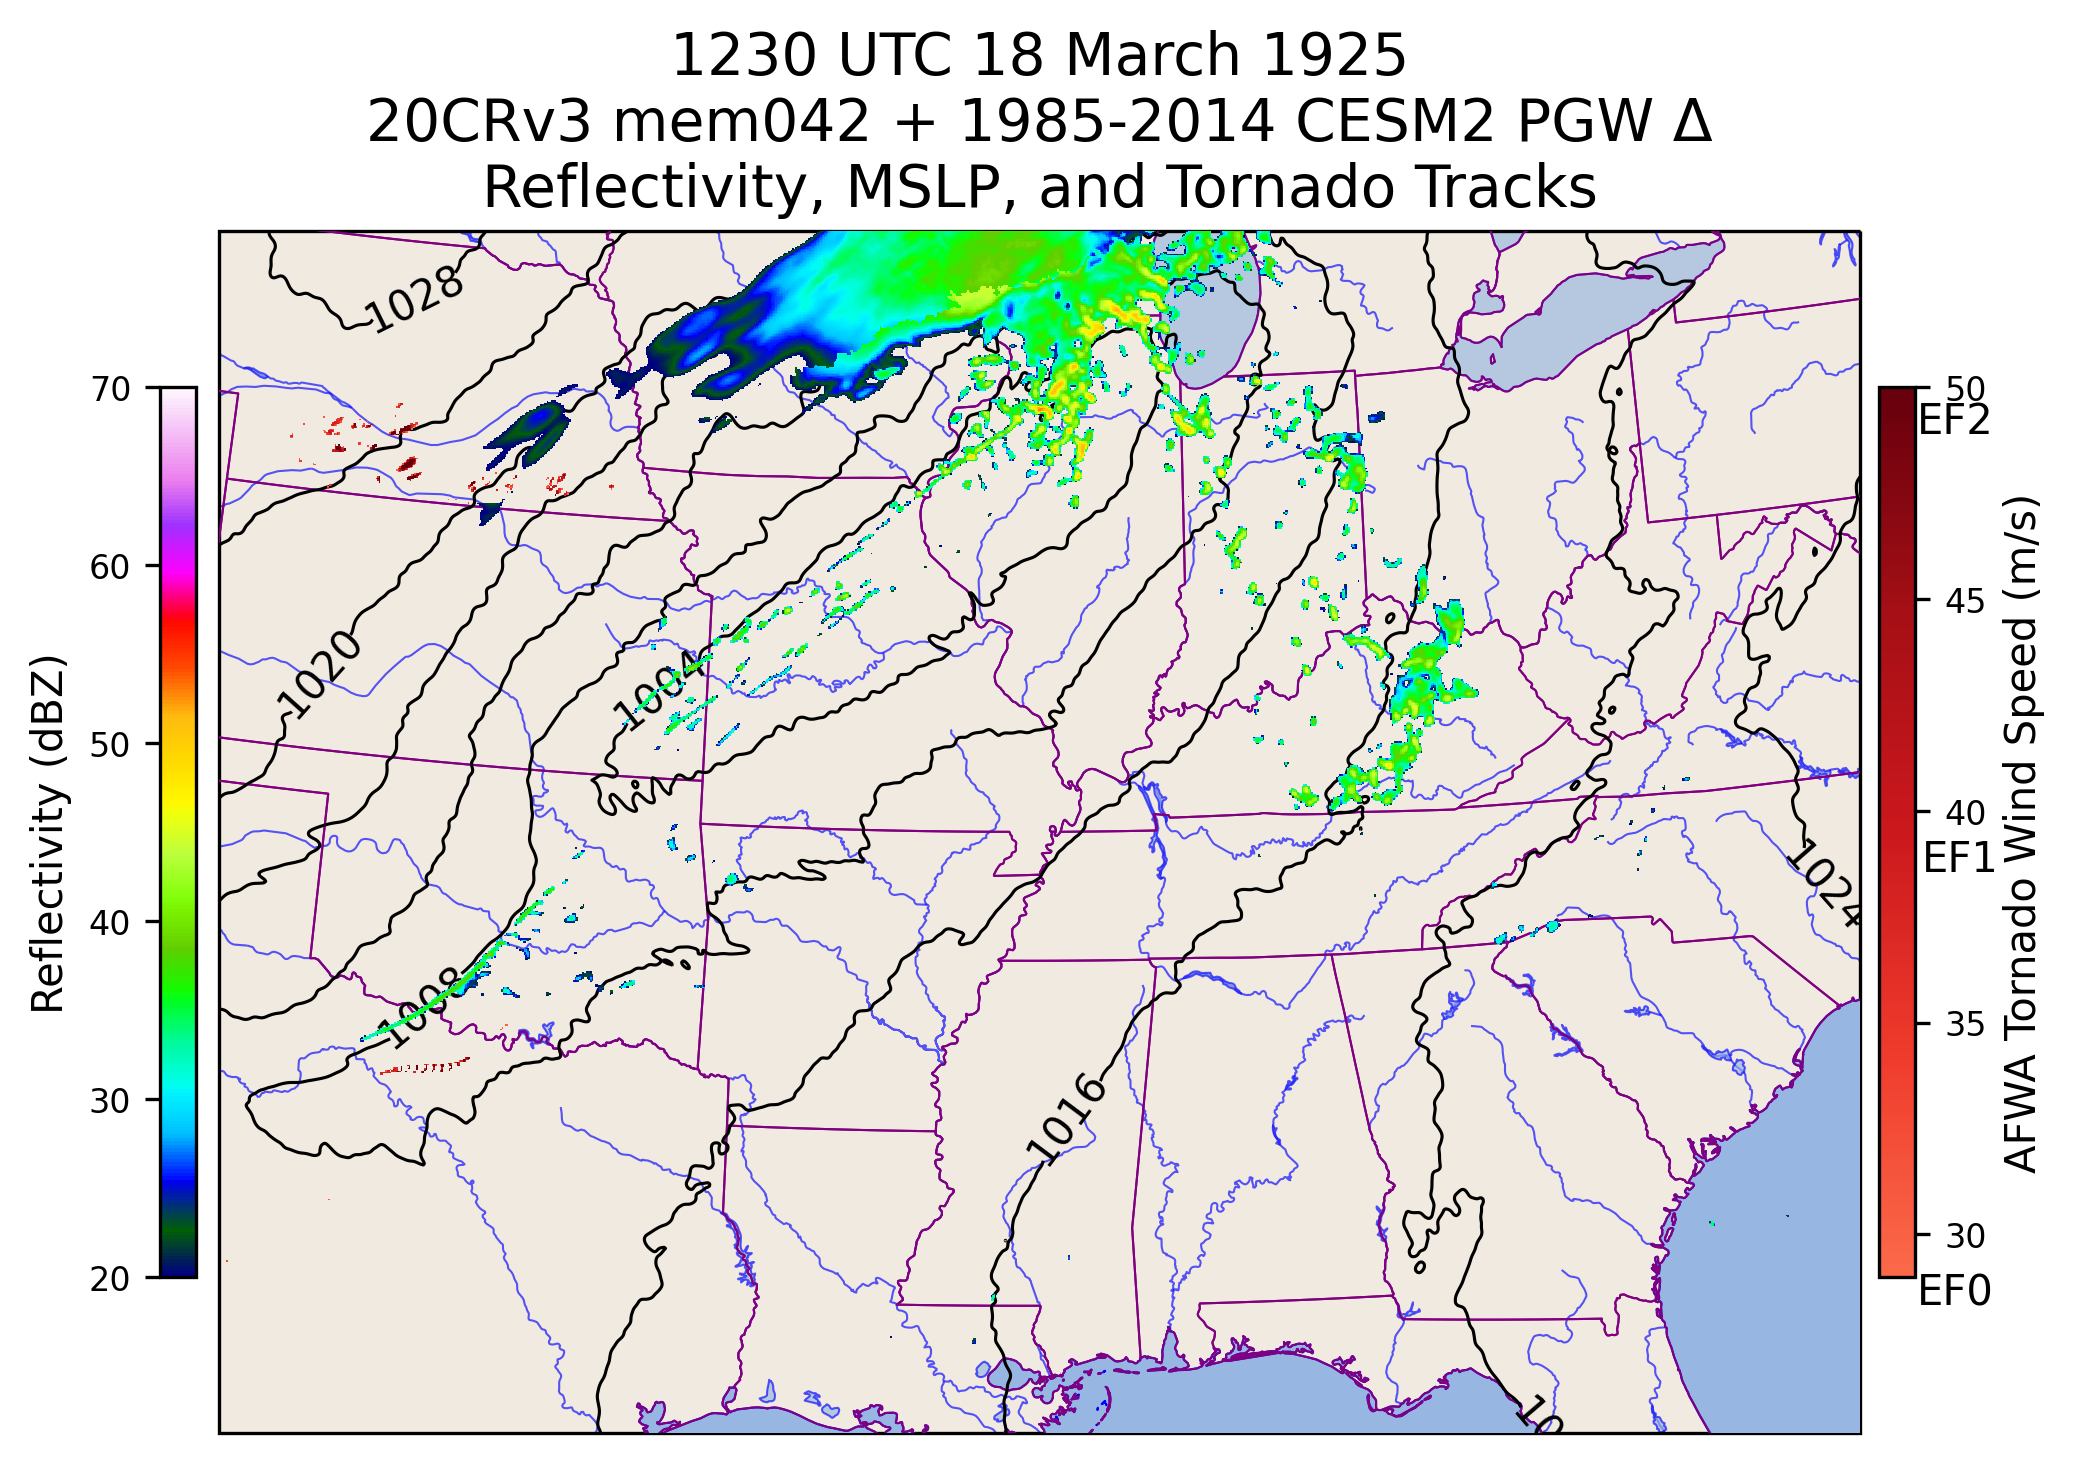 1230 UTC 18 March 1925
20CRv3 mem042 + 1985-2014 CESM2 PGW Δ
Reflectivity, MSLP, and Tornado Tracks
1028
1020
1004
1008
1016
1024
10
Reflectivity (dBZ)
70
60
50
40
30
20
50
EF2
45
40
EF1
35
30
EF0
AFWA Tornado Wind Speed (m/s)